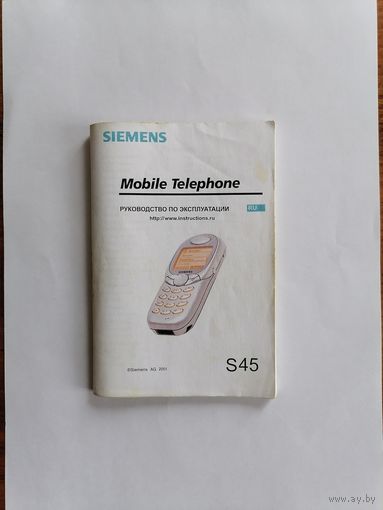 SIEMENS
Mobile Telephone
РУКОВОДСТВО ПО ЭКСПЛУАТАЦИИ RU
http://www.instructions.ru
©Siemens AG 2001
S45
www.ay.by